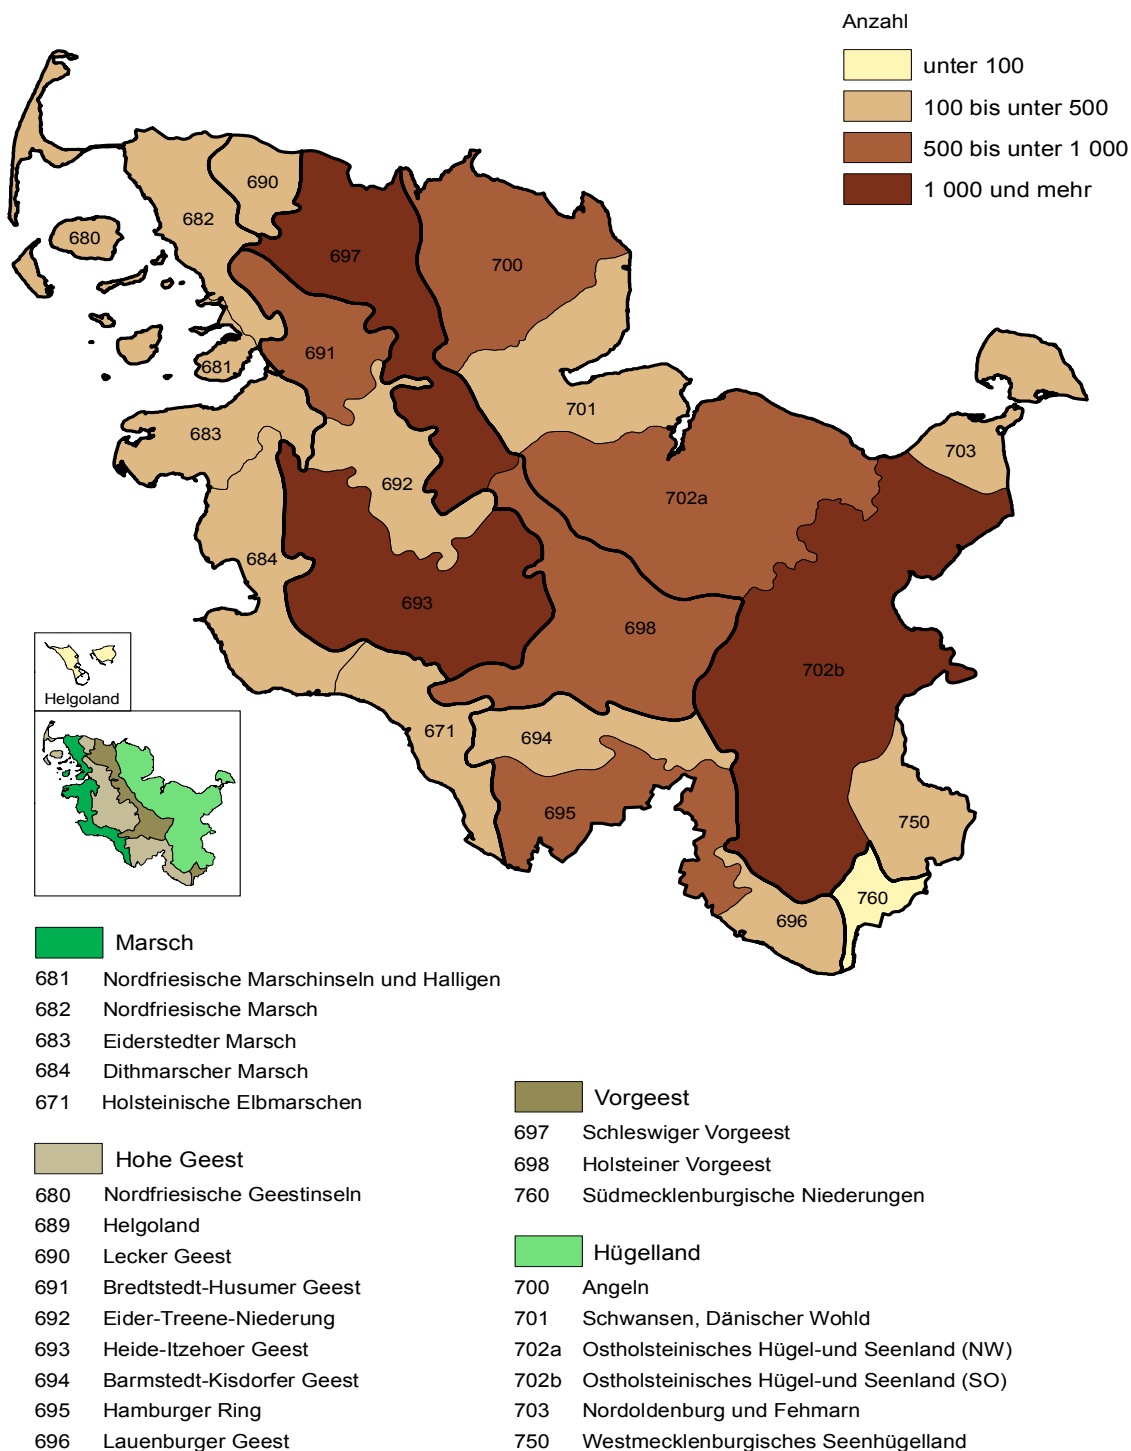 Anzahl
unter 100
100 bis unter 500
500 bis unter 1 000
1 000 und mehr
690
682
680
697
700
691
681
701
683
703
692
702a
684
693
698
702b
Helgoland
671
694
695
750
760
696
Marsch
681 Nordfriesische Marschinseln und Halligen
682 Nordfriesische Marsch
683 Eiderstedter Marsch
684 Dithmarscher Marsch
671 Holsteinische Elbmarschen
Hohe Geest
680 Nordfriesische Geestinseln
689 Helgoland
690 Lecker Geest
691 Bredtstedt-Husumer Geest
692 Eider-Treene-Niederung
693 Heide-Itzehoer Geest
694 Barmstedt-Kisdorfer Geest
695 Hamburger Ring
696 Lauenburger Geest
Vorgeest
697 Schleswiger Vorgeest
698 Holsteiner Vorgeest
760 Südmecklenburgische Niederungen
Hügelland
700 Angeln
701 Schwansen, Dänischer Wohld
702a Ostholsteinisches Hügel-und Seenland (NW)
702b Ostholsteinisches Hügel-und Seenland (SO)
703 Nordoldenburg und Fehmarn
750 Westmecklenburgisches Seenhügelland